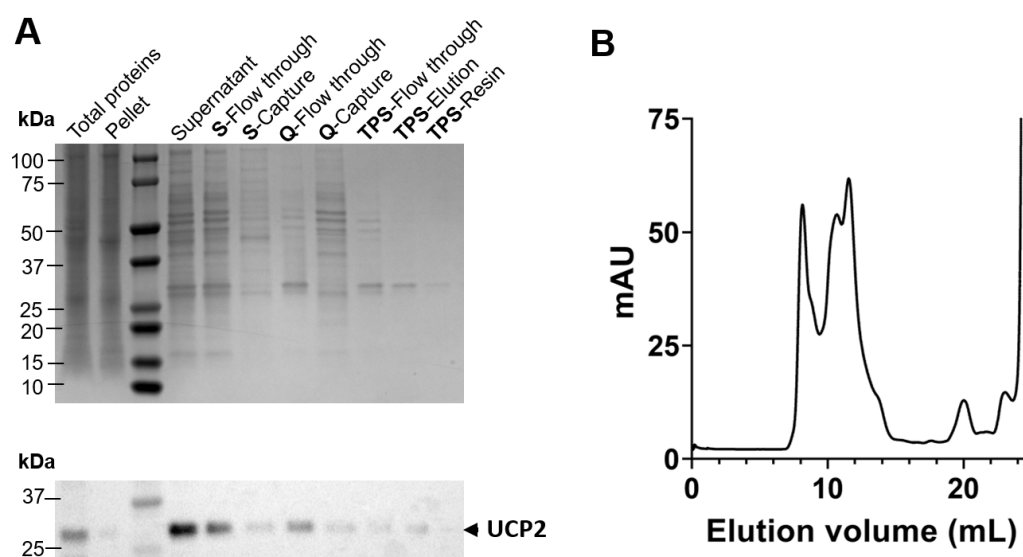 A
kDa
Total proteins
Pellet
Supernatant
S-Flow through
S-Capture
Q-Flow through
Q-Capture
TPS-Flow through
TPS-Elution
TPS-Resin
100
75
50
37
25
20
15
10
kDa
37
25
UCP2
B
mAU
75
50
25
0
0 10 20
Elution volume (mL)